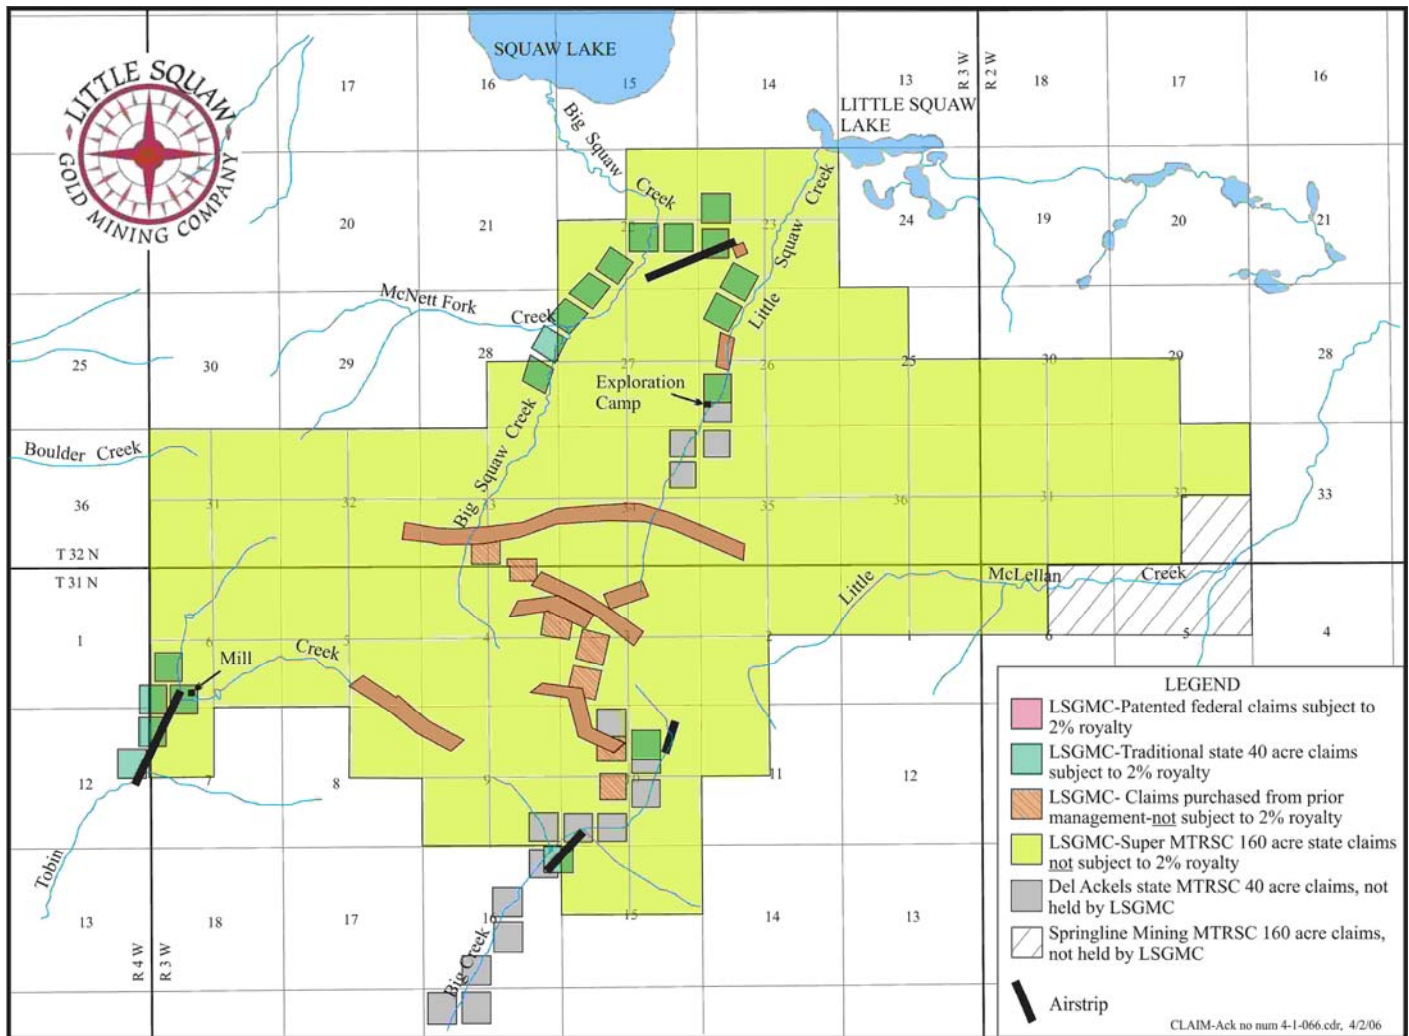 LITTLE SQUAW
GOLD MINING COMPANY
SQUAW LAKE
17
16
15
14
13
R 3 W
R 2 W
18
17
16
LITTLE SQUAW
LAKE
Big Squaw
Creek
20
21
22
23
24
19
20
21
Little Squaw Creek
McNett Fork
Creek
25
30
29
28
27
26
25
30
29
28
Exploration
Camp
Boulder Creek
Big Squaw Creek
36
31
32
33
34
35
36
31
32
33
T 32 N
T 31 N
Little McLellan Creek
1
6
5
4
2
1
6
5
4
Creek
Mill
12
7
8
9
10
11
12
Tobin
13
18
17
16
15
14
13
R 4 W
R 3 W
Big Creek
LEGEND
LSGMC-Patented federal claims subject to
2% royalty
LSGMC-Traditional state 40 acre claims
subject to 2% royalty
LSGMC- Claims purchased from prior
management-not subject to 2% royalty
LSGMC-Super MTRSC 160 acre state claims
not subject to 2% royalty
Del Ackels state MTRSC 40 acre claims, not
held by LSGMC
Springline Mining MTRSC 160 acre claims,
not held by LSGMC
Airstrip
CLAIM-Ack no num 4-1-066.cdr, 4/2/06